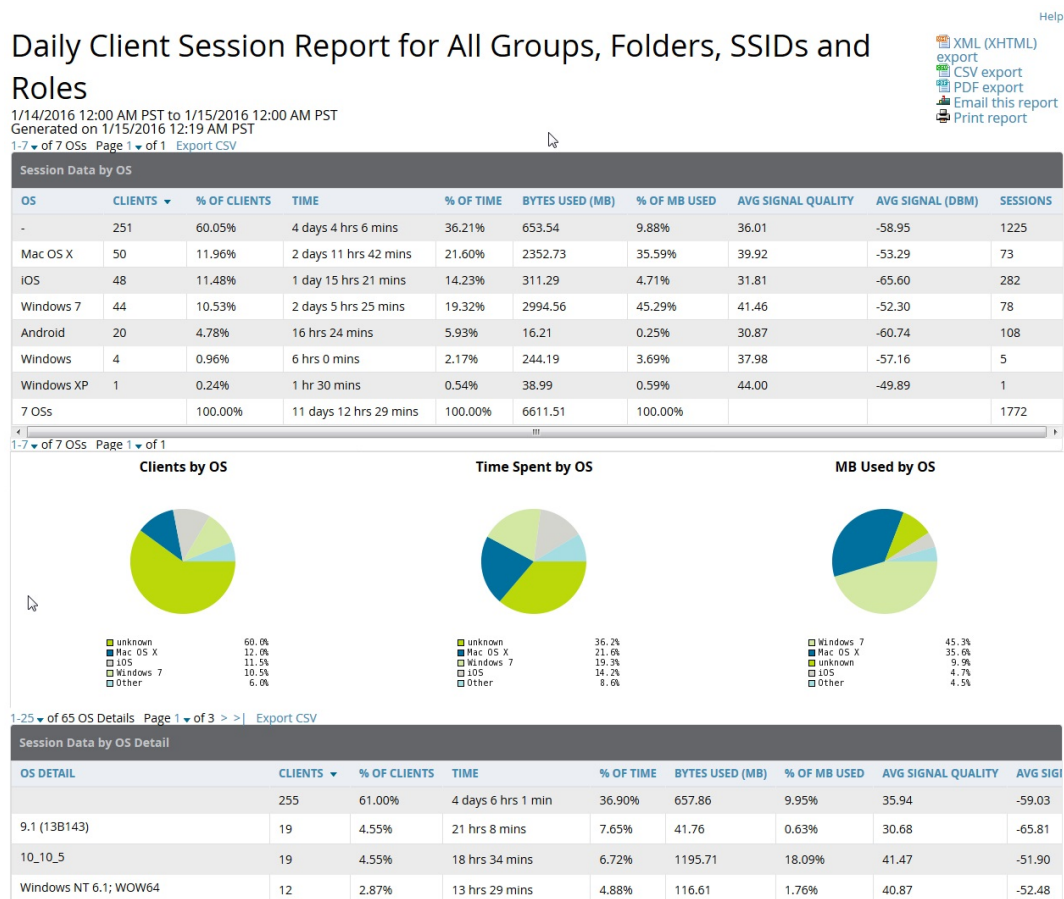 Help
Daily Client Session Report for All Groups, Folders, SSIDs and
Roles
XML (XHTML)
export
CSV export
PDF export
Email this report
Print report
1/14/2016 12:00 AM PST to 1/15/2016 12:00 AM PST
Generated on 1/15/2016 12:19 AM PST
1-7 of 7 OSs Page 1 of 1 Export CSV
Session Data by OS
OS CLIENTS % OF CLIENTS TIME % OF TIME BYTES USED (MB) % OF MB USED AVG SIGNAL QUALITY AVG SIGNAL (DBM) SESSIONS
- 251 60.05% 4 days 4 hrs 6 mins 36.21% 653.54 9.88% 36.01 -58.95 1225
Mac OS X 50 11.96% 2 days 11 hrs 42 mins 21.60% 2352.73 35.59% 39.92 -53.29 73
iOS 48 11.48% 1 day 15 hrs 21 mins 14.23% 311.29 4.71% 31.81 -65.60 282
Windows 7 44 10.53% 2 days 5 hrs 25 mins 19.32% 2994.56 45.29% 41.46 -52.30 78
Android 20 4.78% 16 hrs 24 mins 5.93% 16.21 0.25% 30.87 -60.74 108
Windows 4 0.96% 6 hrs 0 mins 2.17% 244.19 3.69% 37.98 -57.16 5
Windows XP 1 0.24% 1 hr 30 mins 0.54% 38.99 0.59% 44.00 -49.89 1
7 OSs 100.00% 11 days 12 hrs 29 mins 100.00% 6611.51 100.00% 1772
1-7 of 7 OSs Page 1 of 1
Clients by OS Time Spent by OS MB Used by OS
unknown 60.0% unknown 36.2% Windows 7 45.3%
Mac OS X 12.0% Mac OS X 21.6% Mac OS X 35.6%
iOS 11.5% Windows 7 19.3% unknown 9.9%
Windows 7 10.5% iOS 14.2% iOS 4.7%
Other 6.0% Other 8.6% Other 4.5%
1-25 of 65 OS Details Page 1 of 3 > >| Export CSV
Session Data by OS Detail
OS DETAIL CLIENTS % OF CLIENTS TIME % OF TIME BYTES USED (MB) % OF MB USED AVG SIGNAL QUALITY AVG SIGI
255 61.00% 4 days 6 hrs 1 min 36.90% 657.86 9.95% 35.94 -59.03
9.1 (13B143) 19 4.55% 21 hrs 8 mins 7.65% 41.76 0.63% 30.68 -65.81
10_10_5 19 4.55% 18 hrs 34 mins 6.72% 1195.71 18.09% 41.47 -51.90
Windows NT 6.1; WOW64 12 2.87% 13 hrs 29 mins 4.88% 116.61 1.76% 40.87 -52.48